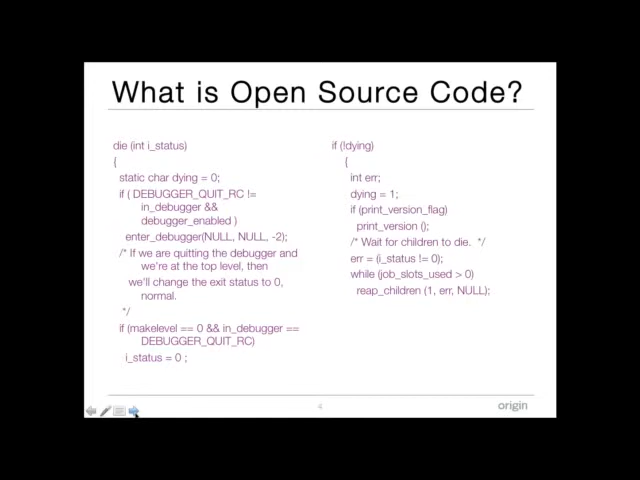 What is Open Source Code?
die (int i_status)
{
static char dying = 0;
if ( DEBUGGER_QUIT_RC !=
in_debugger &&
debugger_enabled )
enter_debugger(NULL, NULL, -2);
/* If we are quitting the debugger and
we're at the top level, then
we'll change the exit status to 0,
normal.
*/
if (makelevel == 0 && in_debugger ==
DEBUGGER_QUIT_RC)
i_status = 0 ;
if (!dying)
{
int err;
dying = 1;
if (print_version_flag)
print_version ();
/* Wait for children to die.  */
err = (i_status != 0);
while (job_slots_used > 0)
reap_children (1, err, NULL);
4
origin